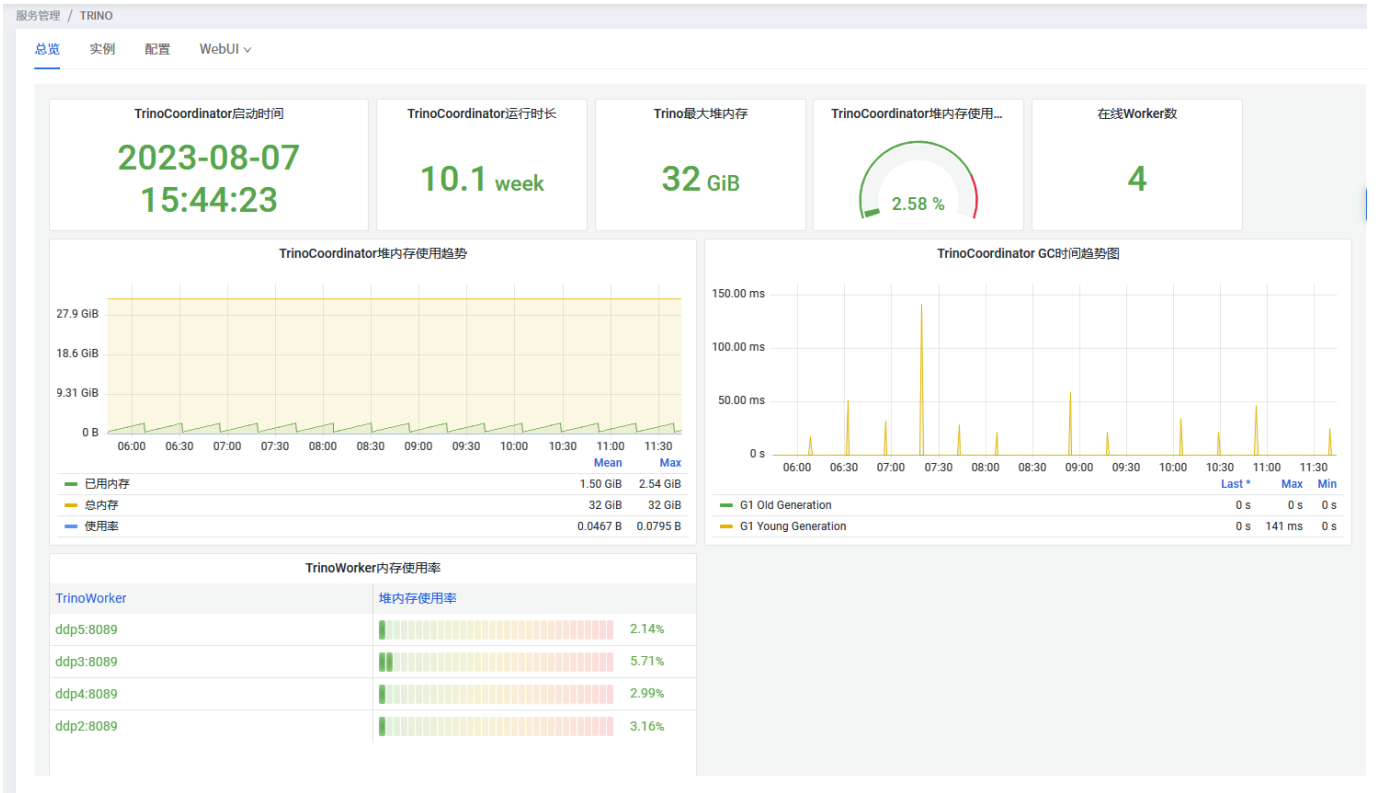 服务管理 / TRINO
总览 实例 配置 WebUI
TrinoCoordinator启动时间
2023-08-07
15:44:23
TrinoCoordinator运行时长
10.1 week
Trino最大堆内存
32 GiB
TrinoCoordinator堆内存使用...
2.58 %
在线Worker数
4
TrinoCoordinator堆内存使用趋势
27.9 GiB
18.6 GiB
9.31 GiB
0 B
06:00 06:30 07:00 07:30 08:00 08:30 09:00 09:30 10:00 10:30 11:00 11:30
Mean Max
已用内存 1.50 GiB 2.54 GiB
总内存 32 GiB 32 GiB
使用率 0.0467 B 0.0795 B
TrinoCoordinator GC时间趋势图
150.00 ms
100.00 ms
50.00 ms
0 s
06:00 06:30 07:00 07:30 08:00 08:30 09:00 09:30 10:00 10:30 11:00 11:30
Last * Max Min
G1 Old Generation 0 s 0 s 0 s
G1 Young Generation 0 s 141 ms 0 s
TrinoWorker内存使用率
TrinoWorker 堆内存使用率
ddp5:8089 2.14%
ddp3:8089 5.71%
ddp4:8089 2.99%
ddp2:8089 3.16%